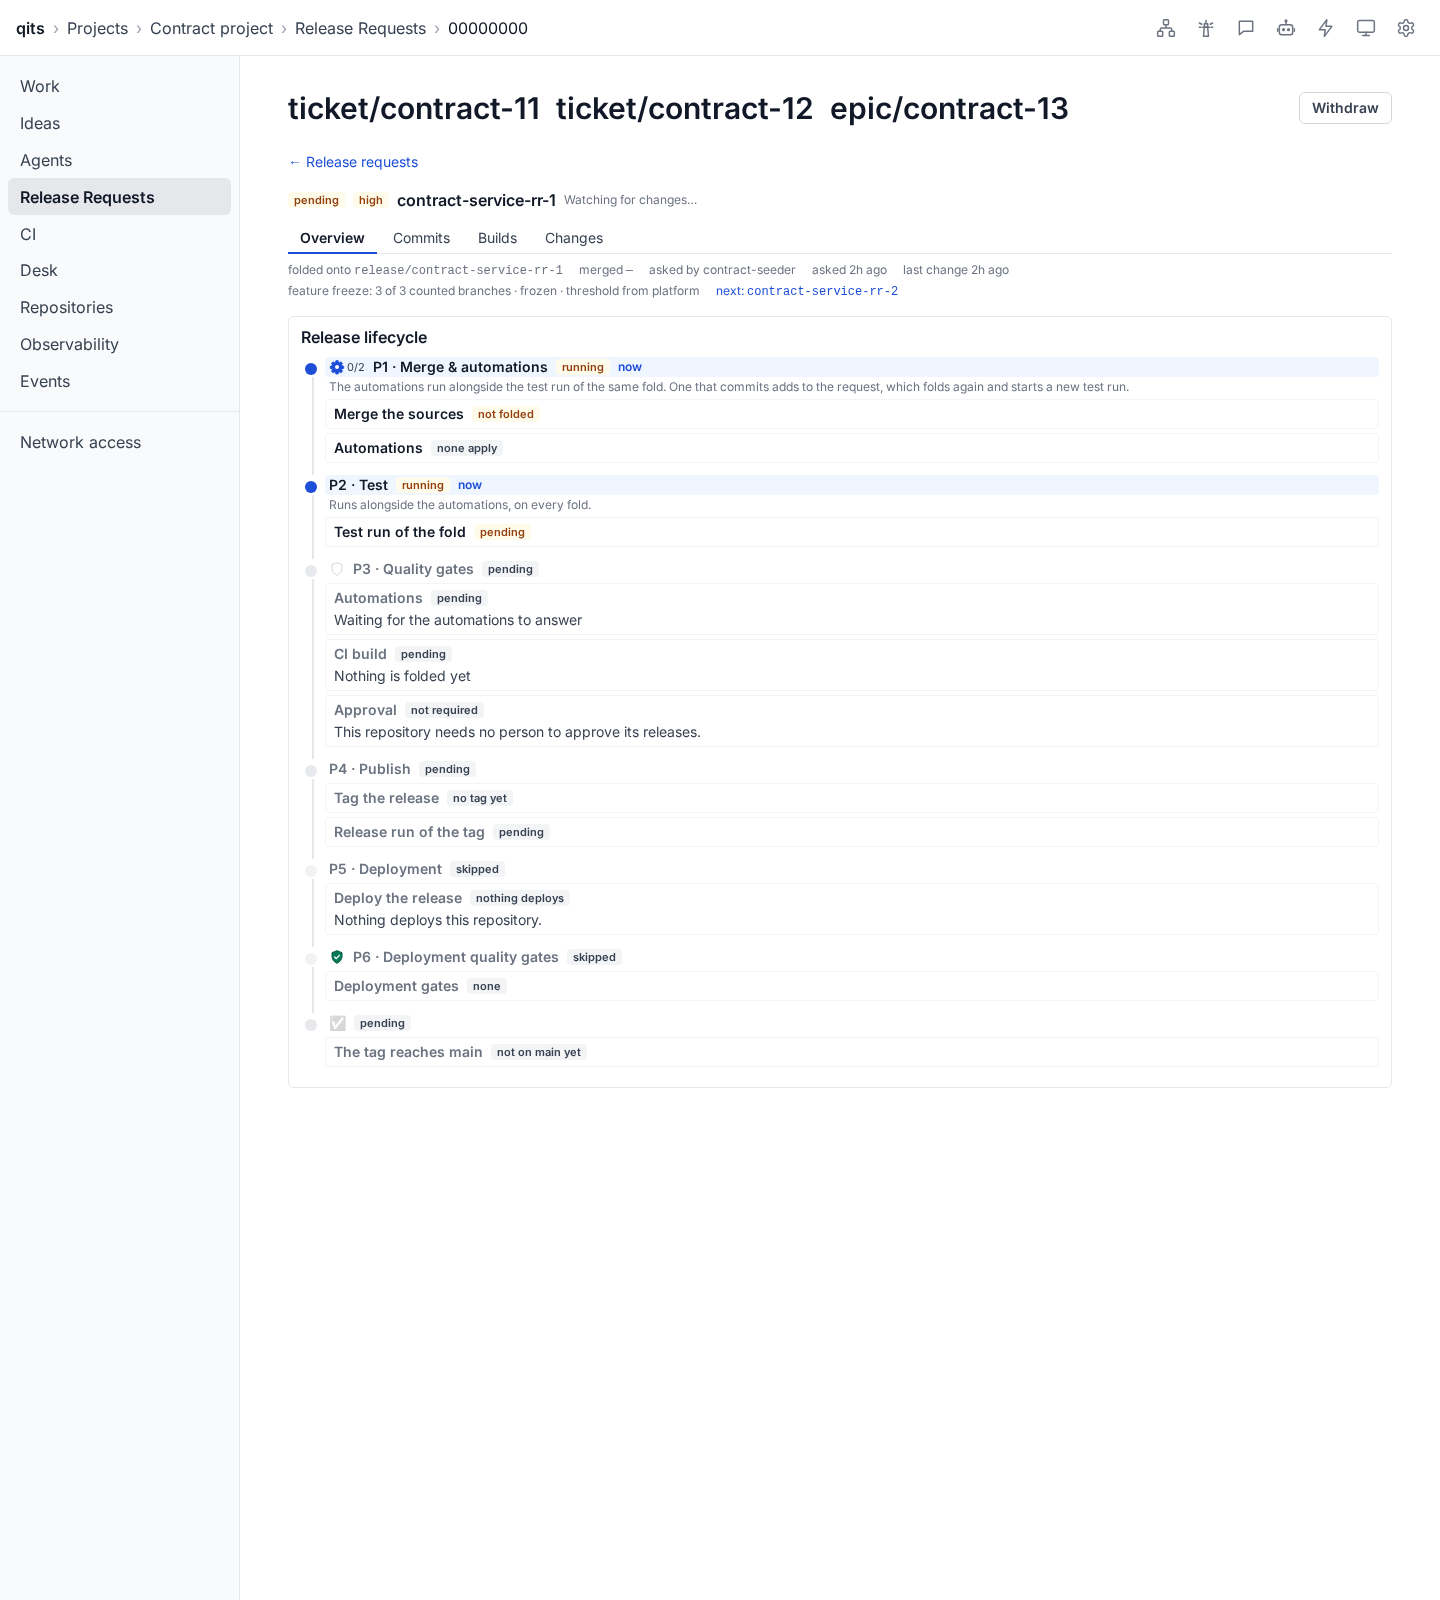 qits › Projects › Contract project › Release Requests › 00000000
Work
Ideas
Agents
Release Requests
CI
Desk
Repositories
Observability
Events
Network access
ticket/contract-11 ticket/contract-12 epic/contract-13
Withdraw
← Release requests
pending high contract-service-rr-1 Watching for changes...
Overview Commits Builds Changes
folded onto release/contract-service-rr-1 merged — asked by contract-seeder asked 2h ago last change 2h ago
feature freeze: 3 of 3 counted branches · frozen · threshold from platform next: contract-service-rr-2
Release lifecycle
0/2 P1 · Merge & automations running now
The automations run alongside the test run of the same fold. One that commits adds to the request, which folds again and starts a new test run.
Merge the sources not folded
Automations none apply
P2 · Test running now
Runs alongside the automations, on every fold.
Test run of the fold pending
P3 · Quality gates pending
Automations pending
Waiting for the automations to answer
CI build pending
Nothing is folded yet
Approval not required
This repository needs no person to approve its releases.
P4 · Publish pending
Tag the release no tag yet
Release run of the tag pending
P5 · Deployment skipped
Deploy the release nothing deploys
Nothing deploys this repository.
P6 · Deployment quality gates skipped
Deployment gates none
pending
The tag reaches main not on main yet